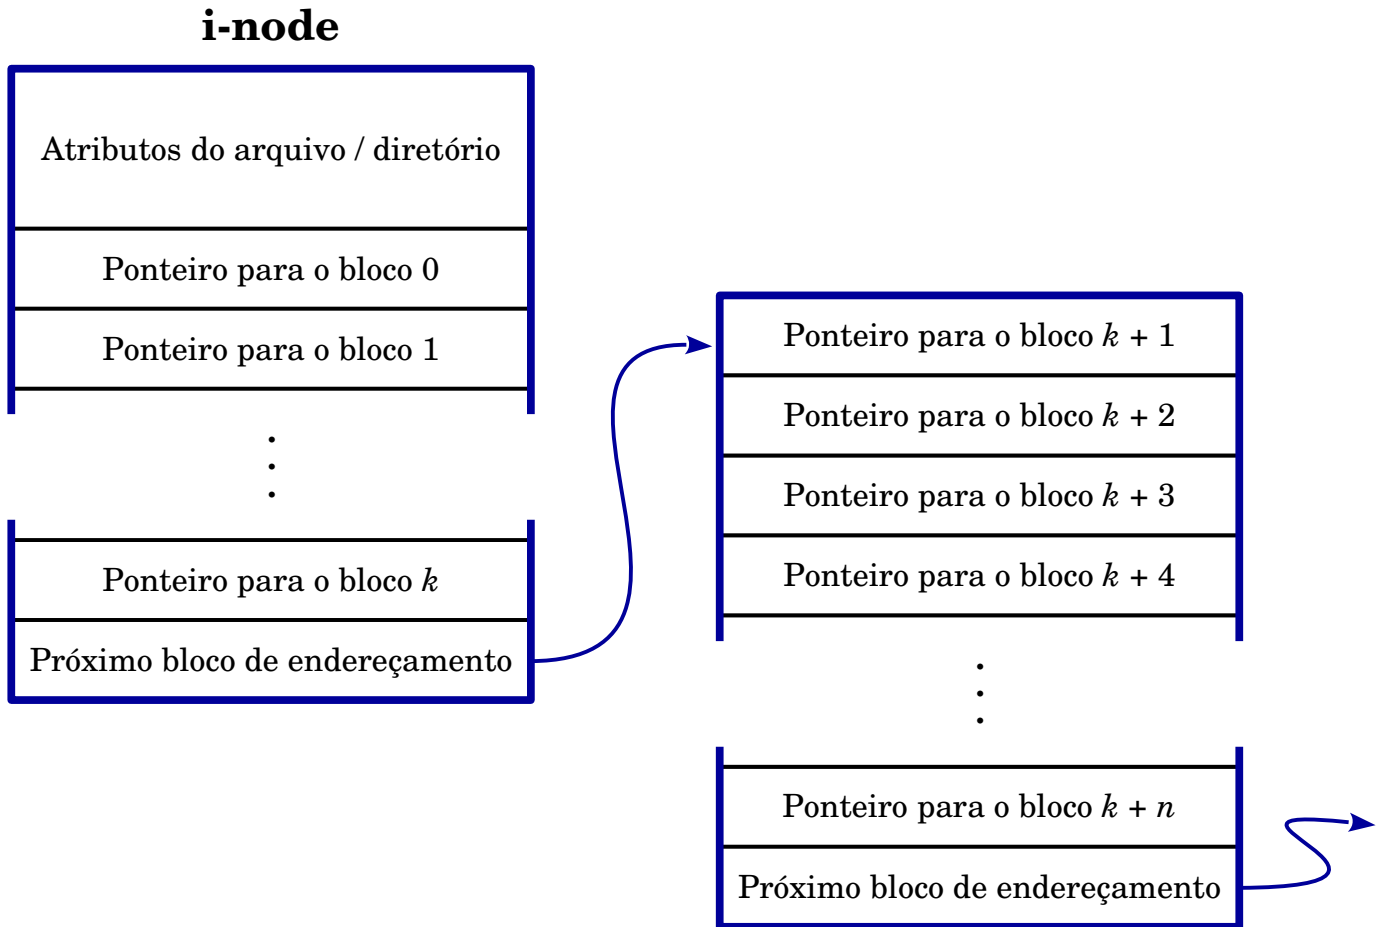 i-node
Atributos do arquivo / diretório
Ponteiro para o bloco 0
Ponteiro para o bloco 1
Ponteiro para o bloco k
Próximo bloco de endereçamento
Ponteiro para o bloco k + 1
Ponteiro para o bloco k + 2
Ponteiro para o bloco k + 3
Ponteiro para o bloco k + 4
Ponteiro para o bloco k + n
Próximo bloco de endereçamento